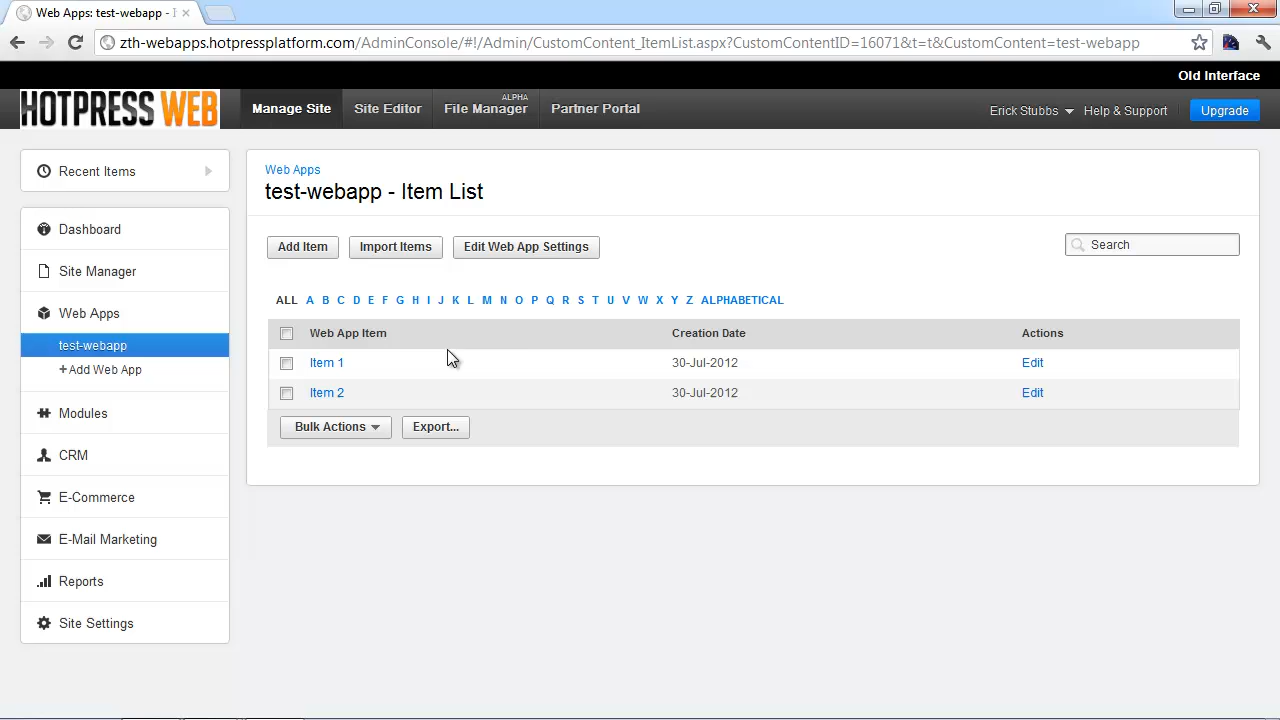 Web Apps: test-webapp - I
zth-webapps.hotpressplatform.com/AdminConsole/#!/Admin/CustomContent_ItemList.aspx?CustomContentID=16071&t=t&CustomContent=test-webapp
Old Interface
HOTPRESS WEB
Manage Site
Site Editor
ALPHA
File Manager
Partner Portal
Erick Stubbs
Help & Support
Upgrade
Recent Items
Dashboard
Site Manager
Web Apps
test-webapp
+Add Web App
Modules
CRM
E-Commerce
E-Mail Marketing
Reports
Site Settings
Web Apps
test-webapp - Item List
Add Item Import Items Edit Web App Settings Search
ALL A B C D E F G H I J K L M N O P Q R S T U V W X Y Z ALPHABETICAL
Web App Item Creation Date Actions
Item 1 30-Jul-2012 Edit
Item 2 30-Jul-2012 Edit
Bulk Actions Export...